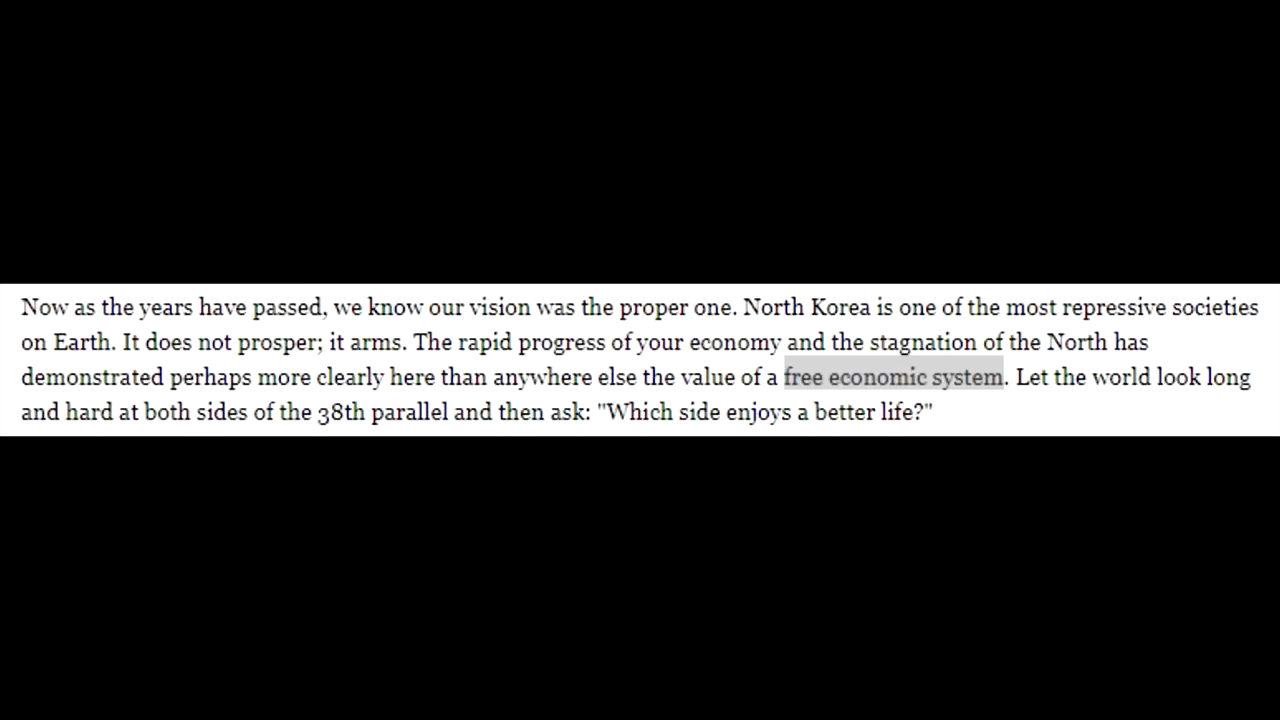 Now as the years have passed, we know our vision was the proper one. North Korea is one of the most repressive societies
on Earth. It does not prosper; it arms. The rapid progress of your economy and the stagnation of the North has
demonstrated perhaps more clearly here than anywhere else the value of a free economic system. Let the world look long
and hard at both sides of the 38th parallel and then ask: "Which side enjoys a better life?"